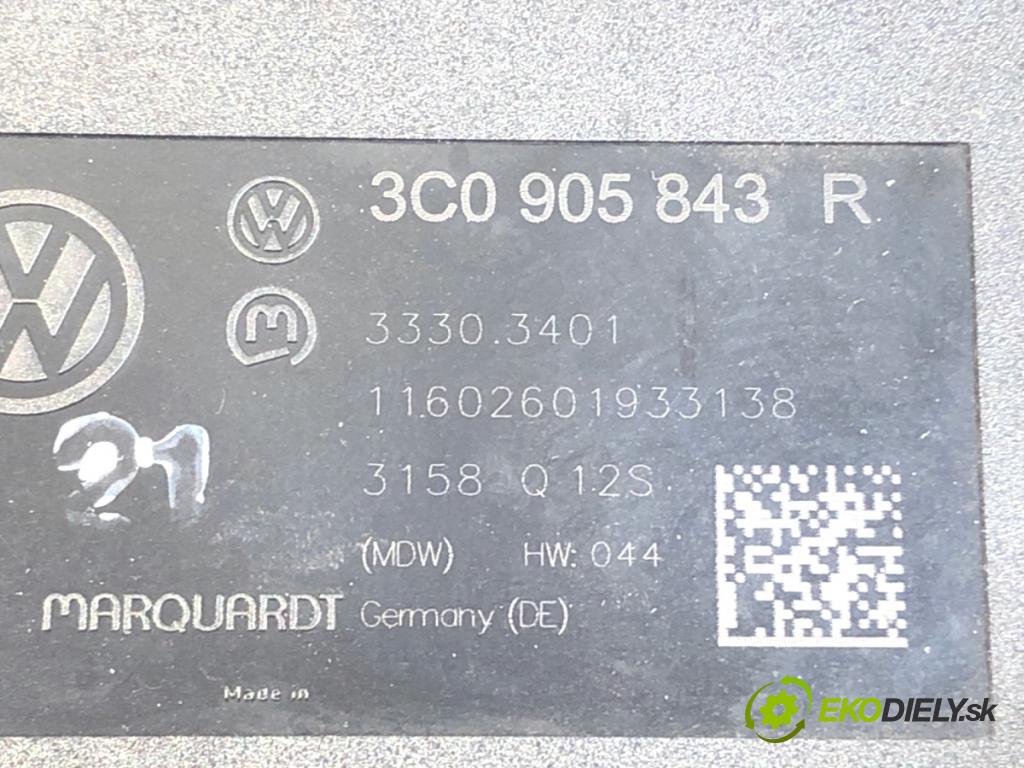 3C0 905 843 R
3330.3401
11602601933138
3158 Q 12S
(MDW) HW: 044
MARQUARDT Germany (DE)
Made in
EKODIELY.sk